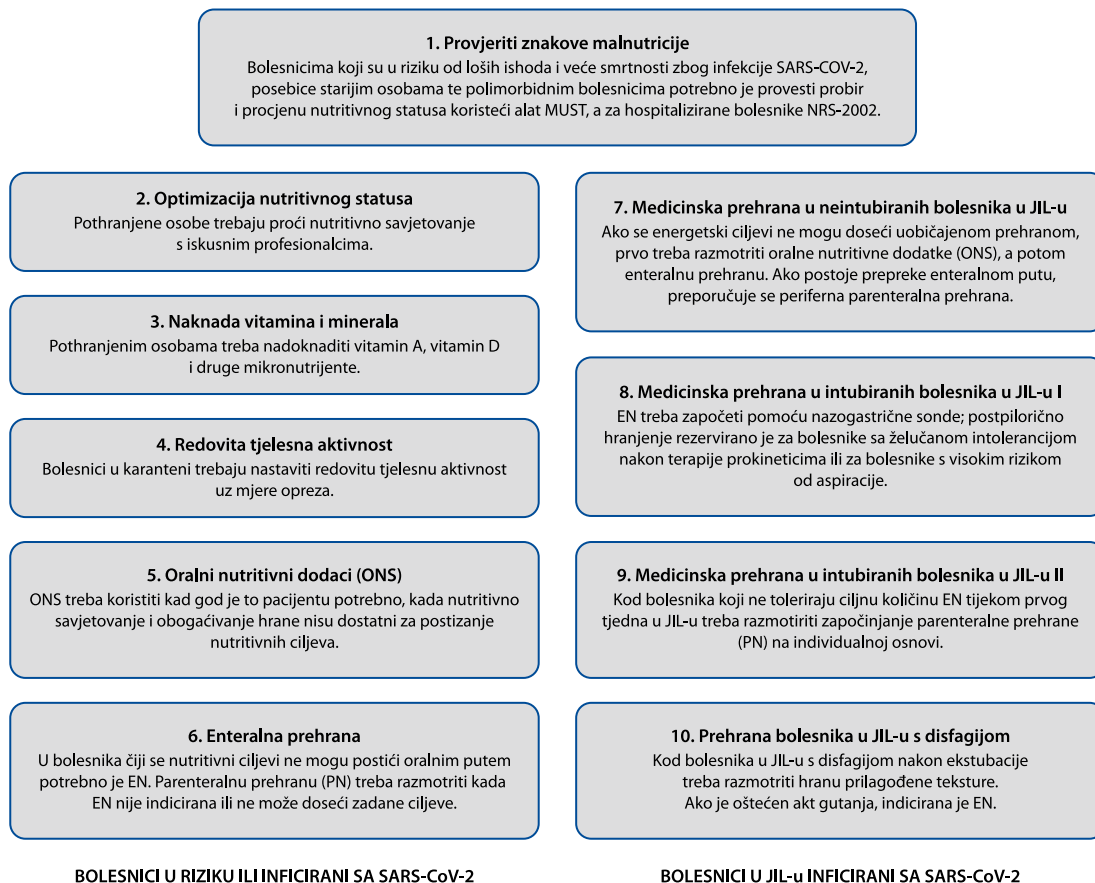 1. Provjeriti znakove malnutricije
Bolesnicima koji su u riziku od loših ishoda i veće smrtnosti zbog infekcije SARS-COV-2,
posebice starijim osobama te polimorbidnim bolesnicima potrebno je provesti probir
i procjenu nutritivnog statusa koristeći alat MUST, a za hospitalizirane bolesnike NRS-2002.
2. Optimizacija nutritivnog statusa
Pothranjene osobe trebaju proći nutritivno savjetovanje
s iskusnim profesionalcima.
3. Naknada vitamina i minerala
Pothranjenim osobama treba nadoknaditi vitamin A, vitamin D
i druge mikronutrijente.
4. Redovita tjelesna aktivnost
Bolesnici u karanteni trebaju nastaviti redovitu tjelesnu aktivnost
uz mjere opreza.
5. Oralni nutritivni dodaci (ONS)
ONS treba koristiti kad god je to pacijentu potrebno, kada nutritivno
savjetovanje i obogaćivanje hrane nisu dostatni za postizanje
nutritivnih ciljeva.
6. Enteralna prehrana
U bolesnika čiji se nutritivni ciljevi ne mogu postići oralnim putem
potrebno je EN. Parenteralnu prehranu (PN) treba razmotriti kada
EN nije indicirana ili ne može doseći zadane ciljeve.
BOLESNICI U RIZIKU ILI INFICIRANI SA SARS-CoV-2
7. Medicinska prehrana u neintubiranih bolesnika u JIL-u
Ako se energetski ciljevi ne mogu doseći uobičajenom prehranom,
prvo treba razmotriti oralne nutritivne dodatke (ONS), a potom
enteralnu prehranu. Ako postoje prepreke enteralnom putu,
preporučuje se periferna parenteralna prehrana.
8. Medicinska prehrana u intubiranih bolesnika u JIL-u I
EN treba započeti pomoću nazogastrične sonde; postpilorično
hranjenje rezervirano je za bolesnike sa želučanom intolerancijom
nakon terapije prokineticima ili za bolesnike s visokim rizikom
od aspiracije.
9. Medicinska prehrana u intubiranih bolesnika u JIL-u II
Kod bolesnika koji ne toleriraju ciljnu količinu EN tijekom prvog
tjedna u JIL-u treba razmotiriti započinjanje parenteralne prehrane
(PN) na individualnoj osnovi.
10. Prehrana bolesnika u JIL-u s disfagijom
Kod bolesnika u JIL-u s disfagijom nakon ekstubacije
treba razmotriti hranu prilagođene teksture.
Ako je oštećen akt gutanja, indicirana je EN.
BOLESNICI U JIL-u INFICIRANI SA SARS-CoV-2